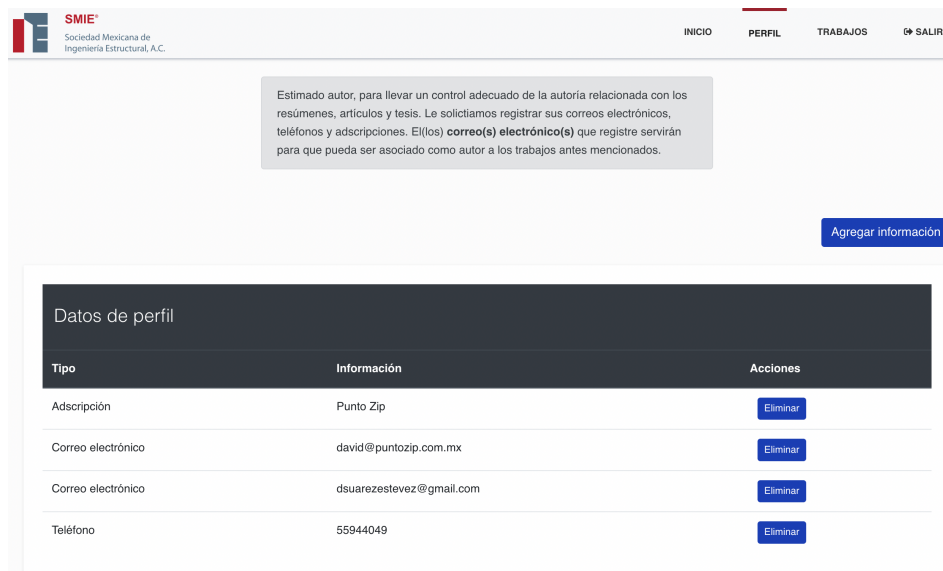 SMIE®
Sociedad Mexicana de
Ingeniería Estructural, A.C.
INICIO PERFIL TRABAJOS SALIR
Estimado autor, para llevar un control adecuado de la autoría relacionada con los
resúmenes, artículos y tesis. Le solictiamos registrar sus correos electrónicos,
teléfonos y adscripciones. El(los) correo(s) electrónico(s) que registre servirán
para que pueda ser asociado como autor a los trabajos antes mencionados.
Agregar información
Datos de perfil
Tipo Información Acciones
Adscripción Punto Zip Eliminar
Correo electrónico david@puntozip.com.mx Eliminar
Correo electrónico dsuarezestevez@gmail.com Eliminar
Teléfono 55944049 Eliminar